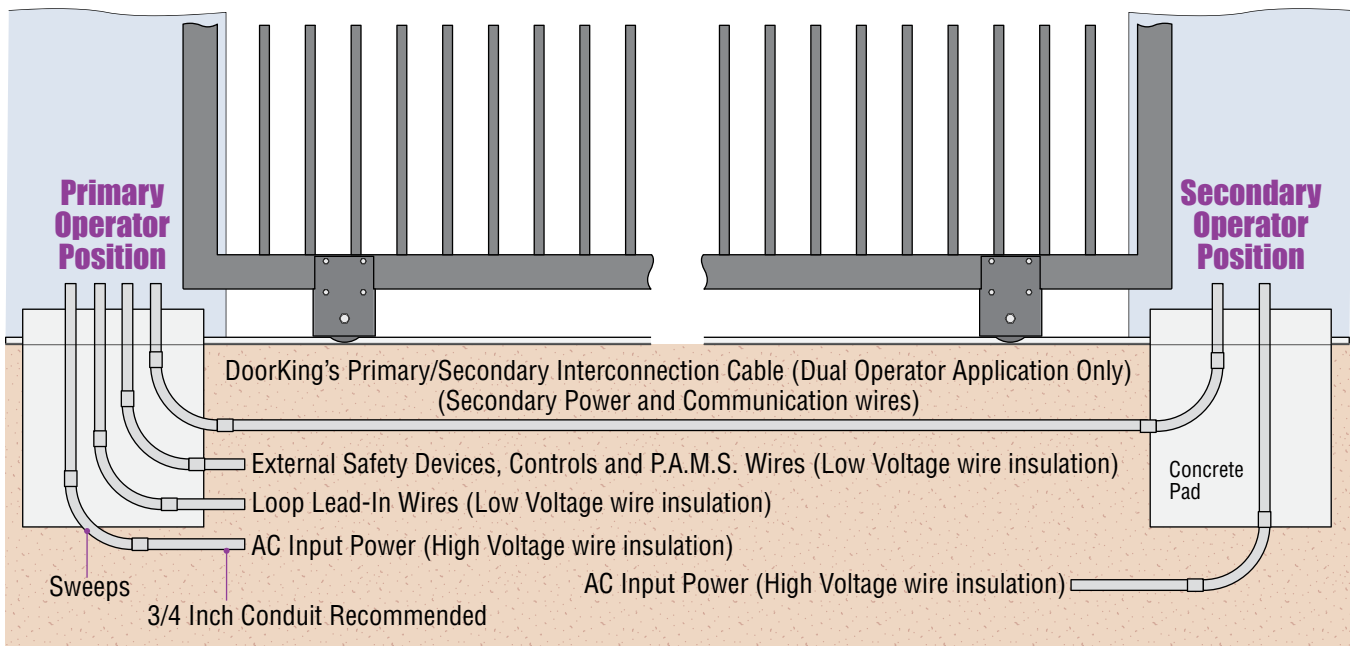 Primary
Operator
Position
Secondary
Operator
Position
DoorKing's Primary/Secondary Interconnection Cable (Dual Operator Application Only)
(Secondary Power and Communication wires)
External Safety Devices, Controls and P.A.M.S. Wires (Low Voltage wire insulation)
Concrete
Pad
Loop Lead-In Wires (Low Voltage wire insulation)
AC Input Power (High Voltage wire insulation)
Sweeps
AC Input Power (High Voltage wire insulation)
3/4 Inch Conduit Recommended